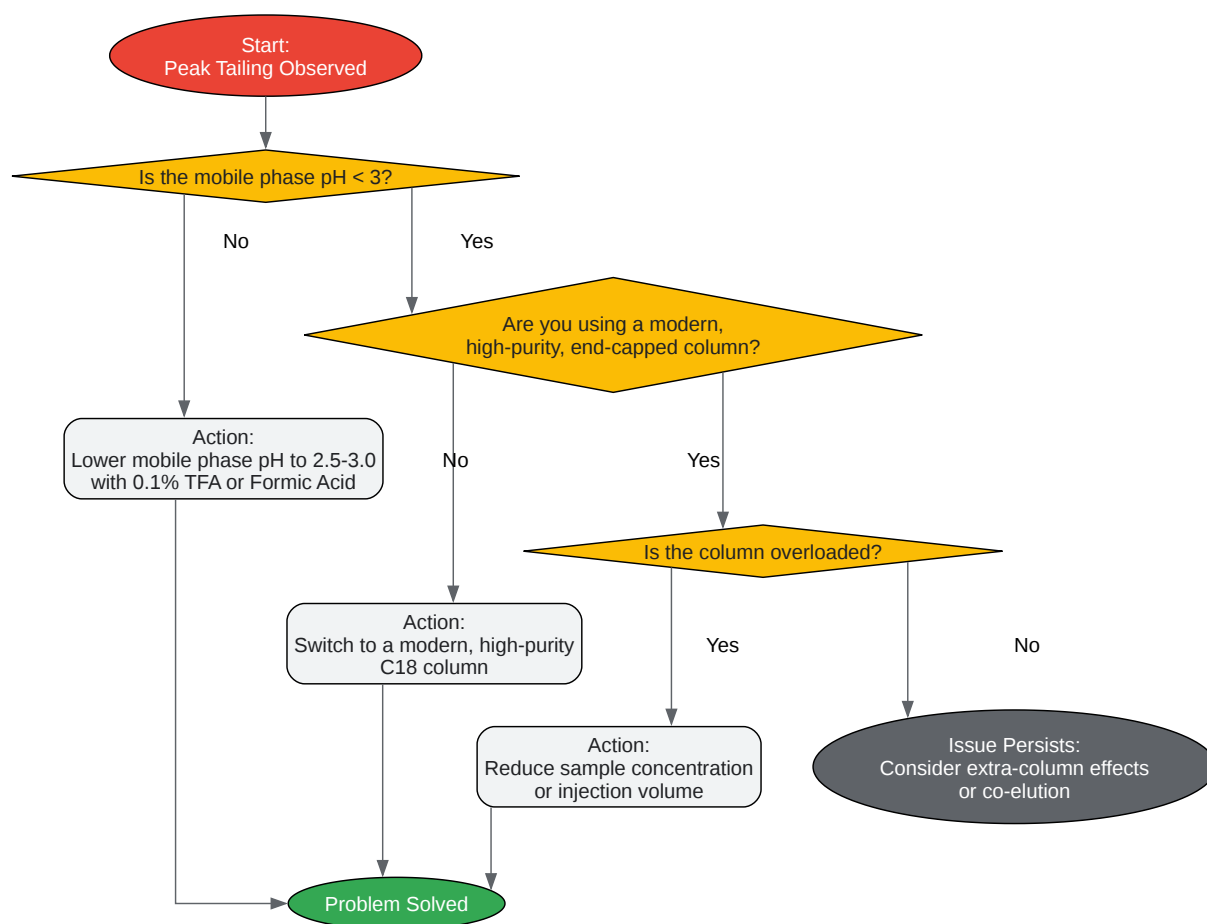 Start:
Peak Tailing Observed
Is the mobile phase pH < 3?
No
Yes
Are you using a modern,
high-purity, end-capped column?
Action:
Lower mobile phase pH to 2.5-3.0
with 0.1% TFA or Formic Acid
No
Yes
Is the column overloaded?
Action:
Switch to a modern, high-purity
C18 column
Yes
No
Action:
Reduce sample concentration
or injection volume
Issue Persists:
Consider extra-column effects
or co-elution
Problem Solved